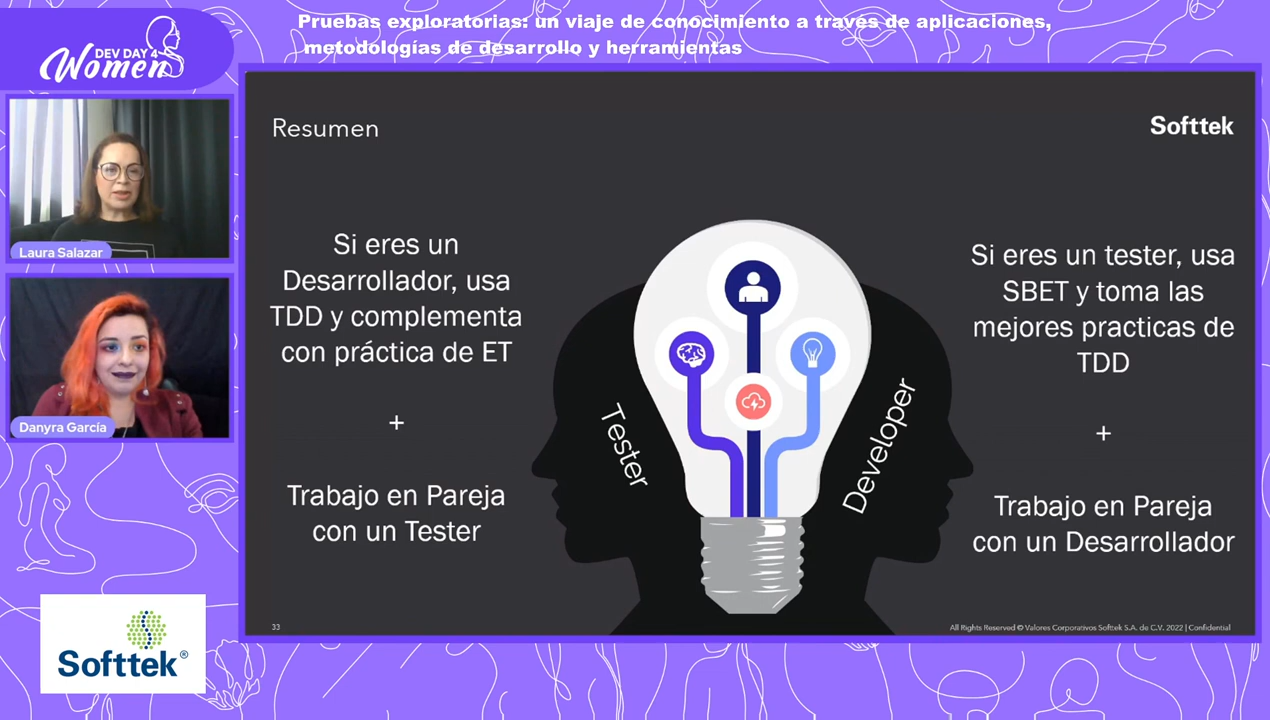 Pruebas exploratorias: un viaje de conocimiento a través de aplicaciones,
metodologías de desarrollo y herramientas
DEV DAY 4
Women
Laura Salazar
Danyra García
Softtek®
Resumen
Softtek
Si eres un
Desarrollador, usa
TDD y complementa
con práctica de ET
+
Trabajo en Pareja
con un Tester
Tester
Developer
Si eres un tester, usa
SBET y toma las
mejores practicas de
TDD
+
Trabajo en Pareja
con un Desarrollador
33
All Rights Reserved © Valores Corporativos Softtek S.A. de C.V. 2022 | Confidential